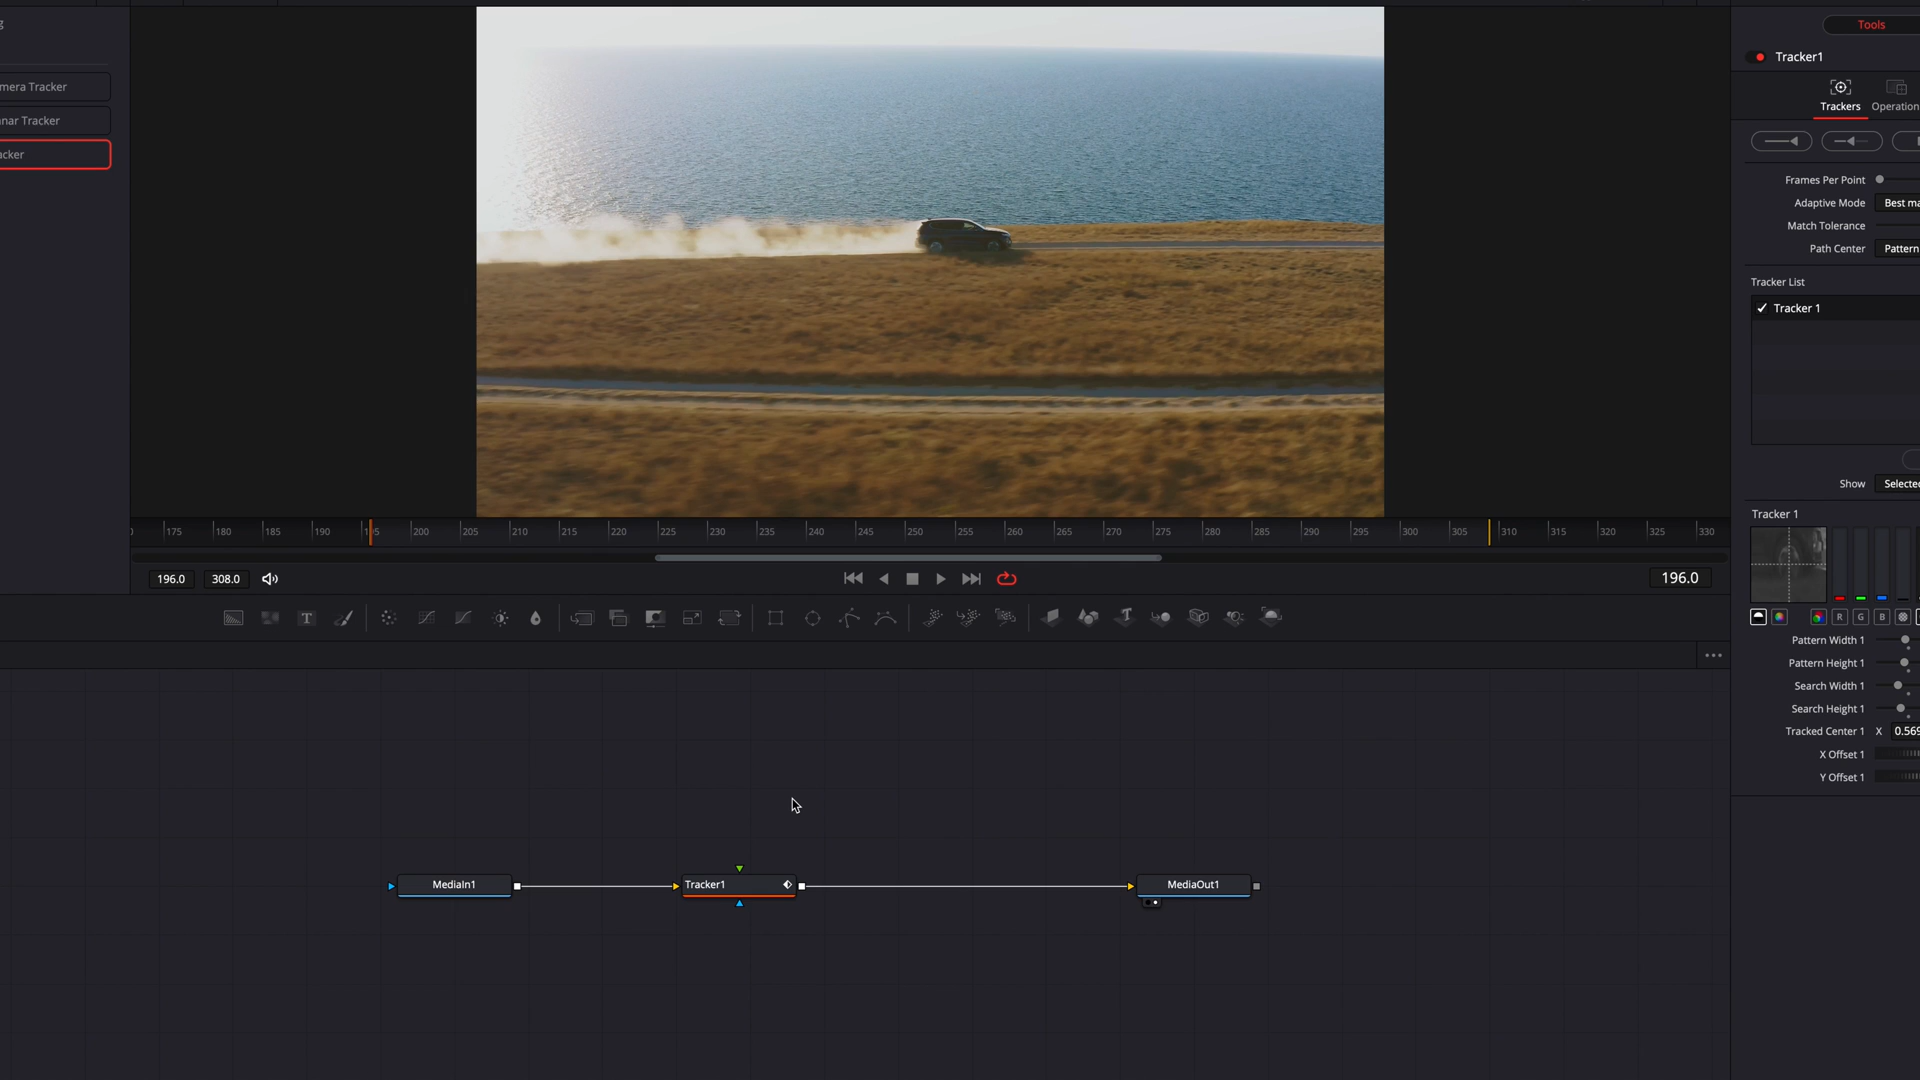 g
mera Tracker
nar Tracker
acker
Tools
Tracker1
Trackers
Operation
Frames Per Point
Adaptive Mode
Best ma
Match Tolerance
Path Center
Pattern
Tracker List
Tracker 1
Show
Selected
Tracker 1
R G B
Pattern Width 1
Pattern Height 1
Search Width 1
Search Height 1
Tracked Center 1 X 0.569
X Offset 1
Y Offset 1
175 180 185 190 195 200 205 210 215 220 225 230 235 240 245 250 255 260 265 270 275 280 285 290 295 300 305 310 315 320 325 330
196.0 308.0
196.0
T
T
MediaIn1
Tracker1
MediaOut1